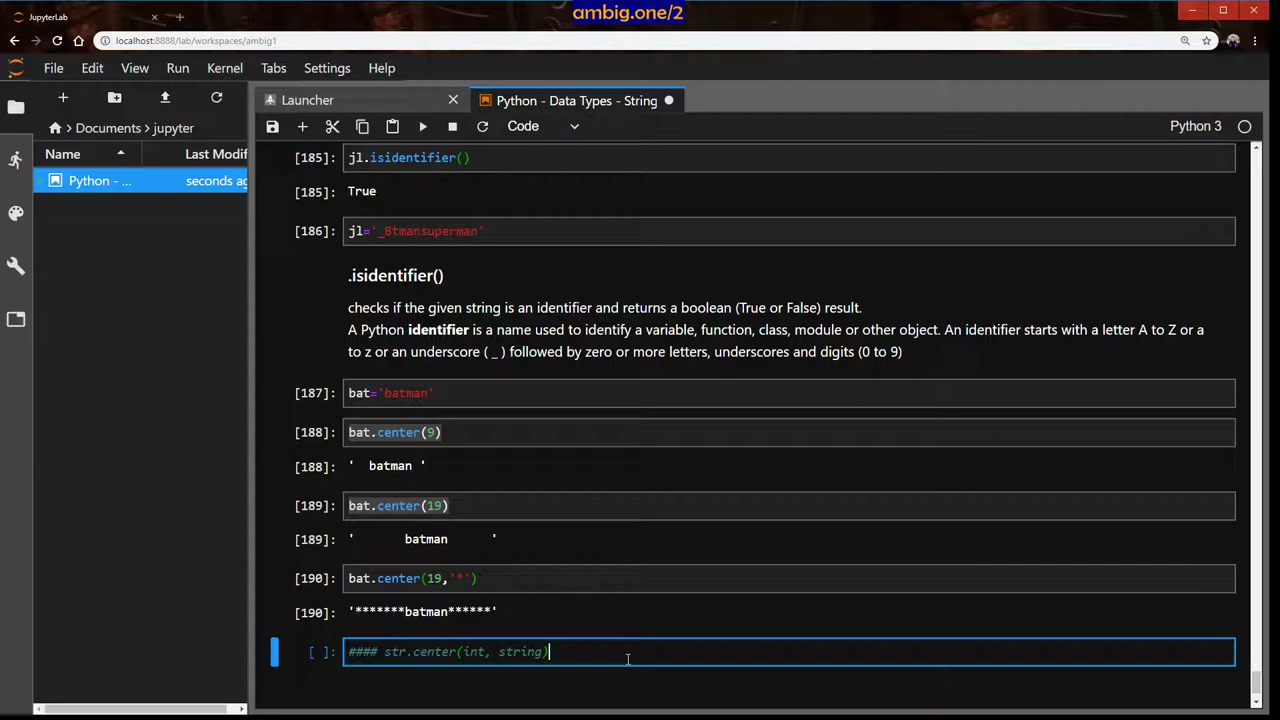 ambig.one/2
JupyterLab
localhost:8888/lab/workspaces/ambig1
File Edit View Run Kernel Tabs Settings Help
Launcher
Python - Data Types - String
Code
Python 3
Documents > jupyter
Name Last Modif
Python - ... seconds ag
[185]: jl.isidentifier()
[185]: True
[186]: jl='_Btmansuperman'
.isidentifier()
checks if the given string is an identifier and returns a boolean (True or False) result.
A Python identifier is a name used to identify a variable, function, class, module or other object. An identifier starts with a letter A to Z or a
to z or an underscore ( _ ) followed by zero or more letters, underscores and digits (0 to 9)
[187]: bat='batman'
[188]: bat.center(9)
[188]: '  batman '
[189]: bat.center(19)
[189]: '       batman      '
[190]: bat.center(19,'*')
[190]: '*******batman******'
[ ]: #### str.center(int, string)